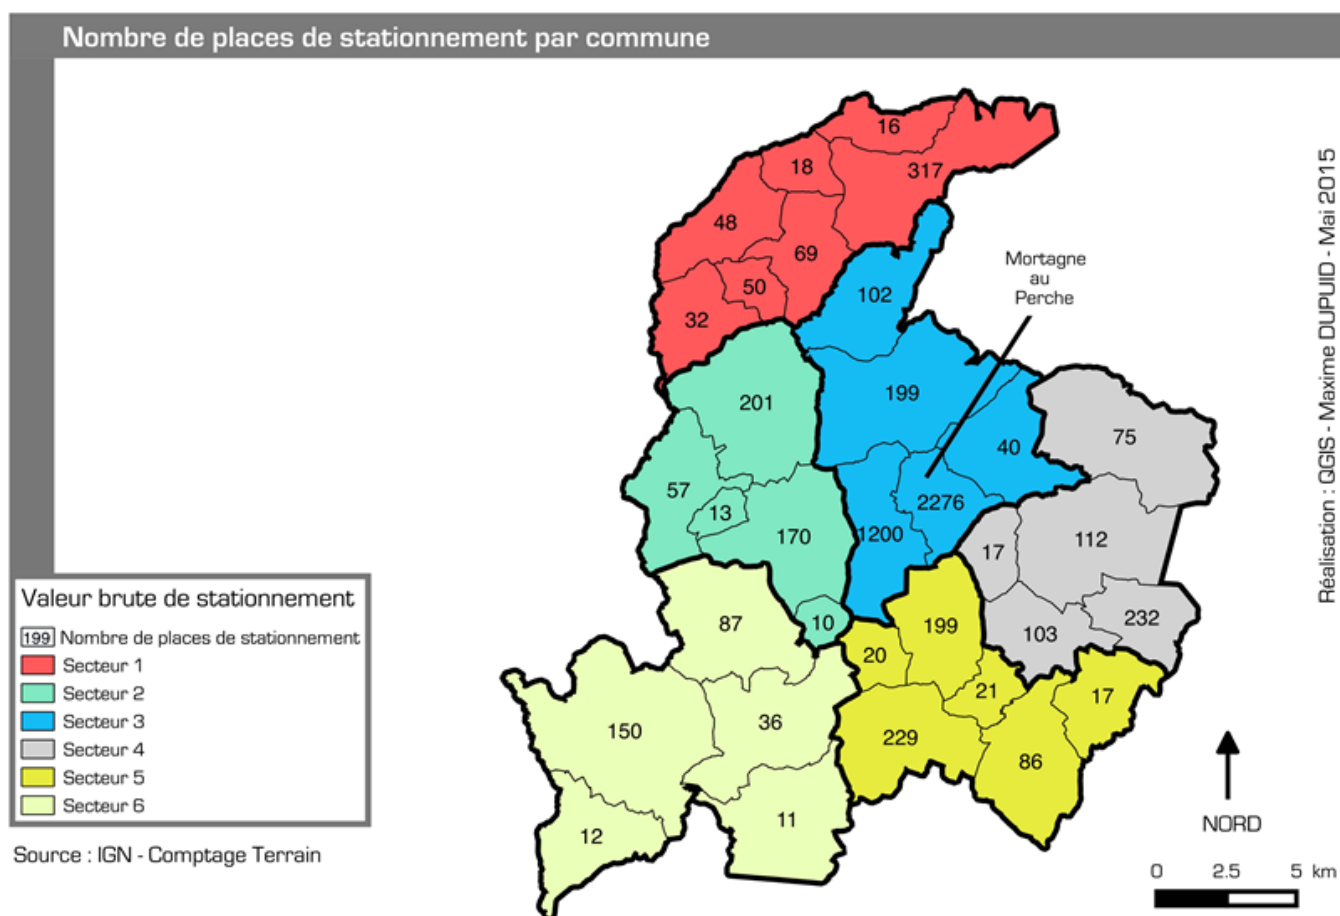 Nombre de places de stationnement par commune
16
18
317
48
69
50
32
102
Mortagne
au
Perche
199
201
40
75
57
13
170
1200
2276
17
112
87
10
20
199
103
232
21
17
150
36
229
86
12
11
Valeur brute de stationnement
199 Nombre de places de stationnement
Secteur 1
Secteur 2
Secteur 3
Secteur 4
Secteur 5
Secteur 6
Source : IGN - Comptage Terrain
NORD
0 2.5 5 km
Réalisation : QGIS - Maxime DUPUID - Mai 2015